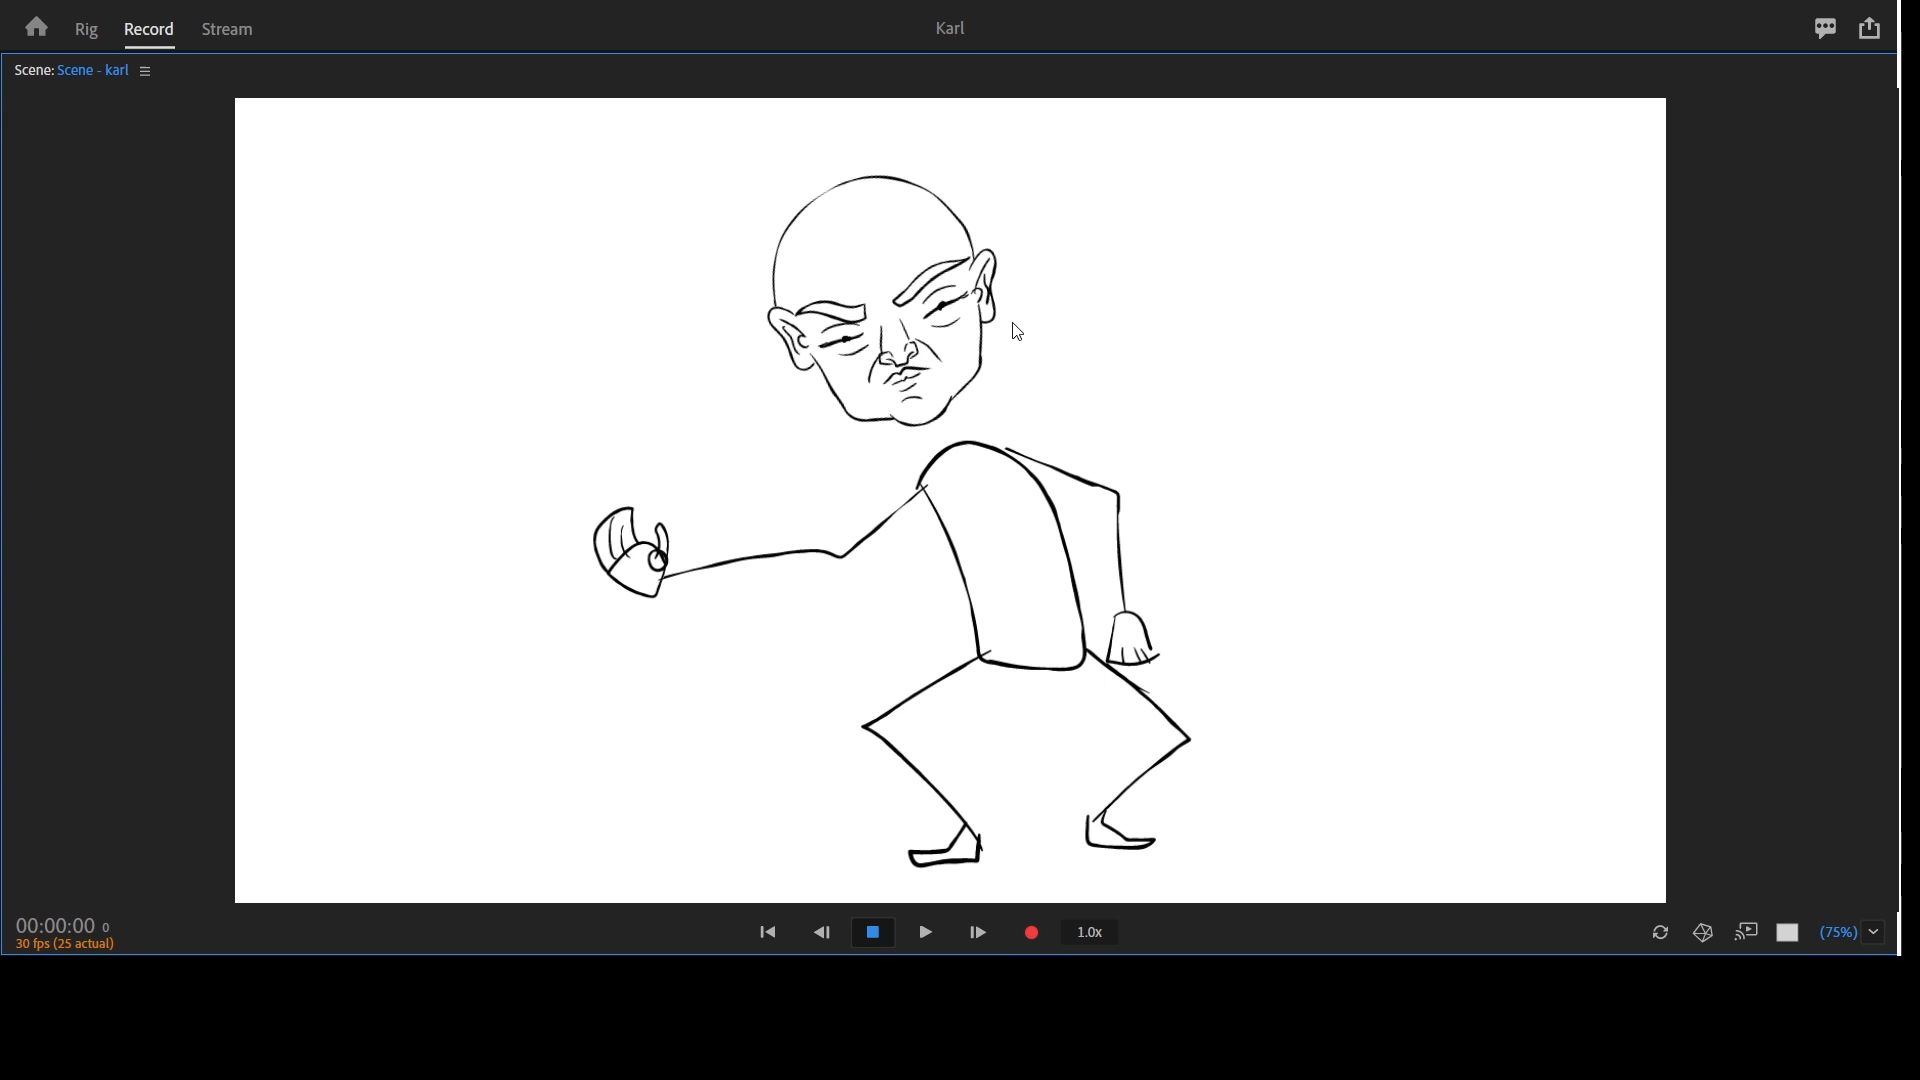 Rig Record Stream Karl
Scene: Scene - karl
00:00:00 0
30 fps (25 actual)
1.0x
(75%)